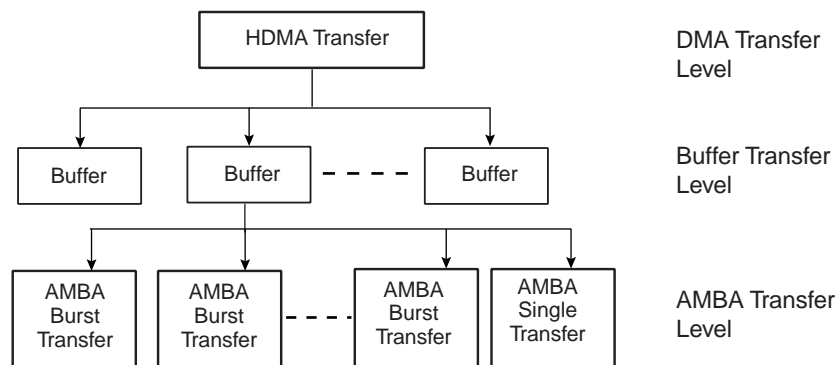 HDMA Transfer
DMA Transfer
Level
Buffer
Buffer
Buffer
Buffer Transfer
Level
AMBA
Burst
Transfer
AMBA
Burst
Transfer
AMBA
Burst
Transfer
AMBA
Single
Transfer
AMBA Transfer
Level